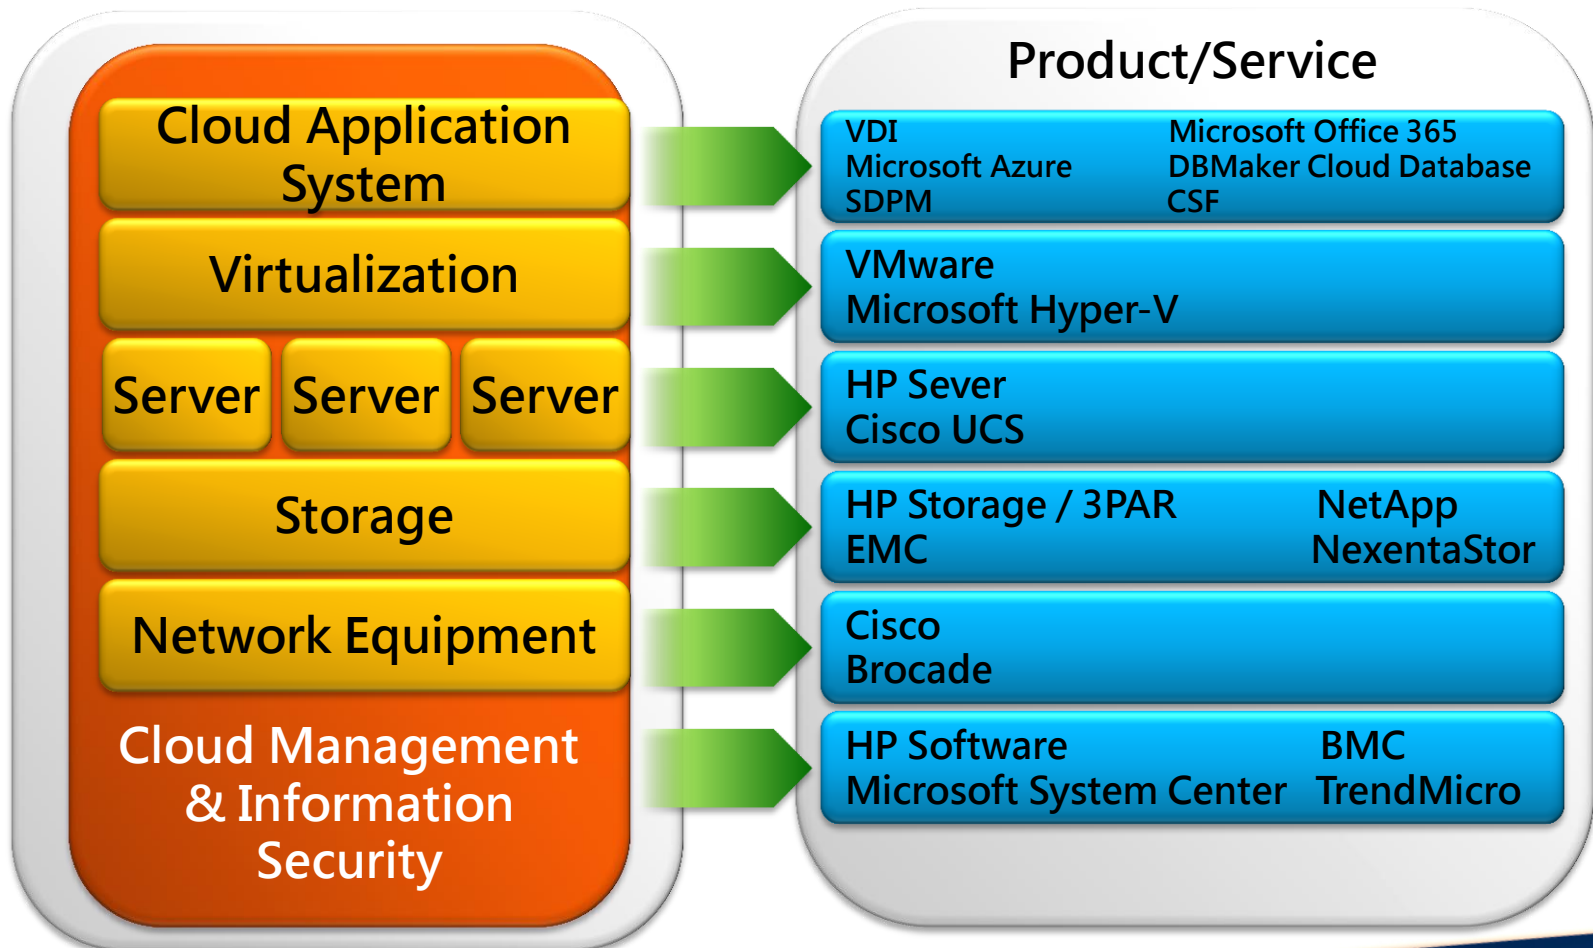 Cloud Application
System
Virtualization
Server Server Server
Storage
Network Equipment
Cloud Management
& Information
Security
Product/Service
VDI Microsoft Office 365
Microsoft Azure DBMaker Cloud Database
SDPM CSF
VMware
Microsoft Hyper-V
HP Sever
Cisco UCS
HP Storage / 3PAR NetApp
EMC NexentaStor
Cisco
Brocade
HP Software BMC
Microsoft System Center TrendMicro